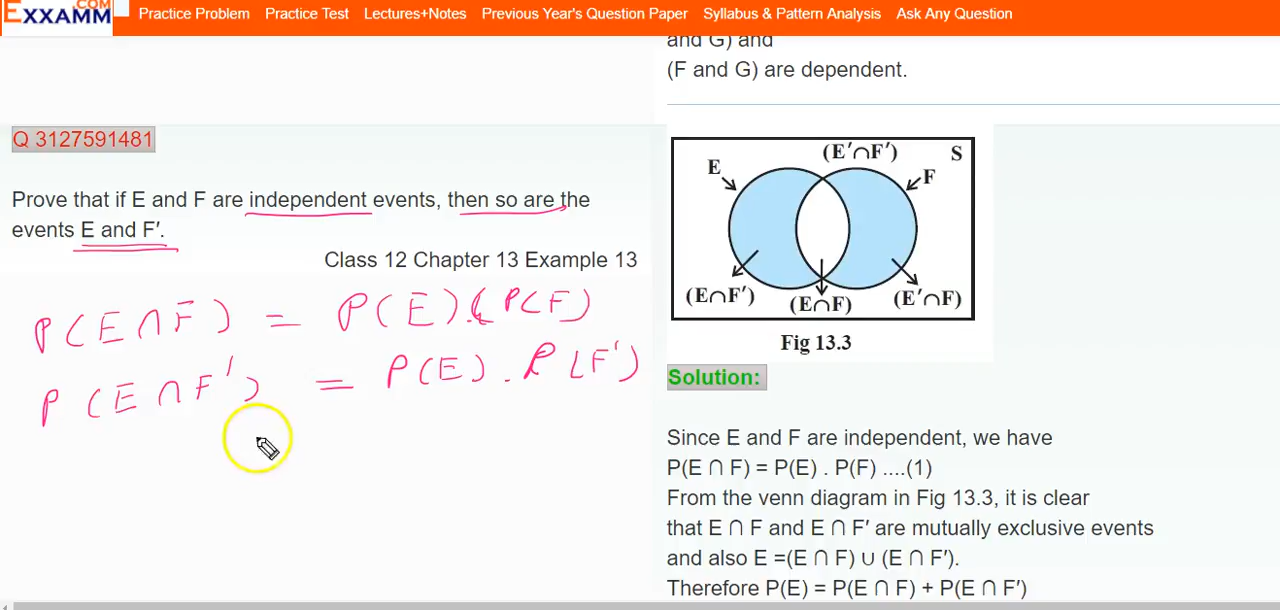 EXXAMM
.COM
Practice Problem Practice Test Lectures+Notes Previous Year's Question Paper Syllabus & Pattern Analysis Ask Any Question
Q 3127591481
Prove that if E and F are independent events, then so are the
events E and F′.
Class 12 Chapter 13 Example 13
P(E∩F) = P(E).P(F)
P(E∩F') = P(E).P(F')
and G) and
(F and G) are dependent.
(E′∩F′) S
E
F
(E∩F′) (E∩F) (E′∩F)
Fig 13.3
Solution:
Since E and F are independent, we have
P(E ∩ F) = P(E) . P(F) ....(1)
From the venn diagram in Fig 13.3, it is clear
that E ∩ F and E ∩ F′ are mutually exclusive events
and also E =(E ∩ F) ∪ (E ∩ F′).
Therefore P(E) = P(E ∩ F) + P(E ∩ F′)